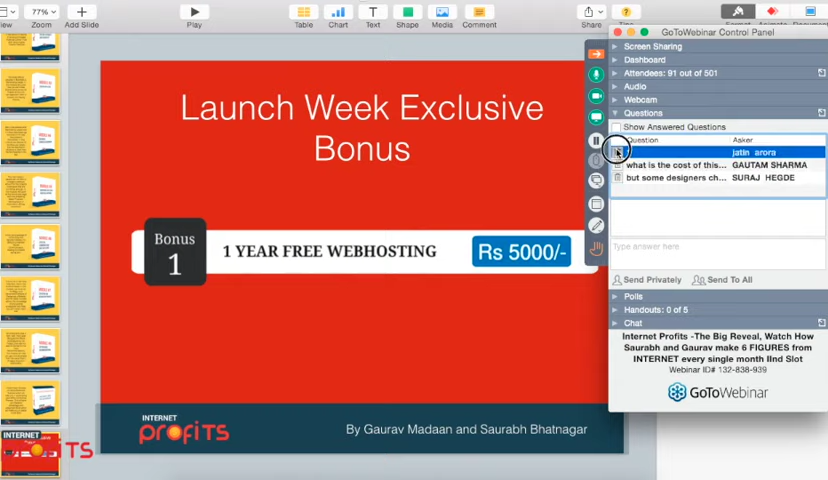 77%
Zoom
Add Slide
Play
Table
Chart
Text
Shape
Media
Comment
Share
Format
Launch Week Exclusive
Bonus
Bonus
1
1 YEAR FREE WEBHOSTING
Rs 5000/-
INTERNET
profiTS
By Gaurav Madaan and Saurabh Bhatnagar
INTERNET
GoToWebinar Control Panel
Screen Sharing
Dashboard
Attendees: 91 out of 501
Audio
Webcam
Questions
Show Answered Questions
Question
Asker
jatin arora
what is the cost of this... GAUTAM SHARMA
but some designers ch... SURAJ HEGDE
Type answer here
Send Privately
Send To All
Polls
Handouts: 0 of 5
Chat
Internet Profits -The Big Reveal, Watch How
Saurabh and Gaurav make 6 FIGURES from
INTERNET every single month IInd Slot
Webinar ID# 132-838-939
GoToWebinar